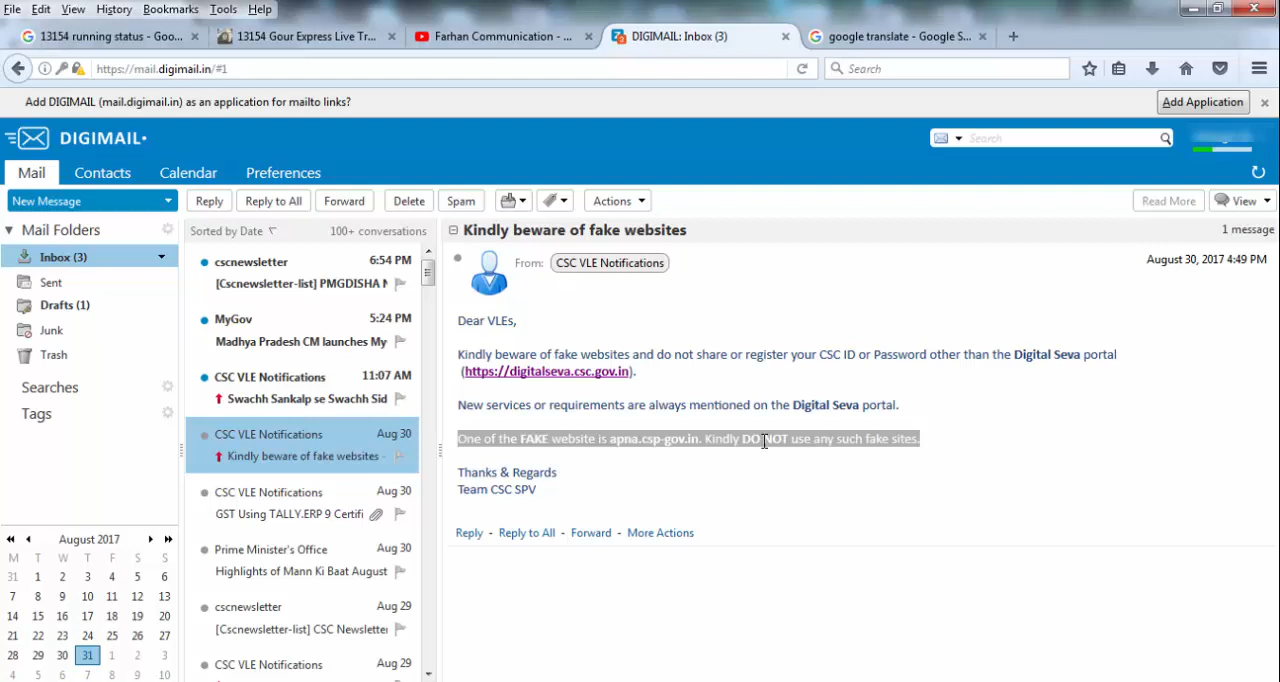 File Edit View History Bookmarks Tools Help
13154 running status - Goo... × 13154 Gour Express Live Tr... × Farhan Communication - ... × DIGIMAIL: Inbox (3) × google translate - Google S... × +
https://mail.digimail.in/#1 Search
Add DIGIMAIL (mail.digimail.in) as an application for mailto links? Add Application ×
DIGIMAIL Search
Mail Contacts Calendar Preferences
New Message Reply Reply to All Forward Delete Spam Actions Read More View
Mail Folders
Inbox (3)
Sent
Drafts (1)
Junk
Trash
Searches
Tags
August 2017
M T W T F S S
31 1 2 3 4 5 6
7 8 9 10 11 12 13
14 15 16 17 18 19 20
21 22 23 24 25 26 27
28 29 30 31 1 2 3
4 5 6 7 8 9 10
Sorted by Date 100+ conversations
cscnewsletter 6:54 PM
[Cscnewsletter-list] PMGDISHA
MyGov 5:24 PM
Madhya Pradesh CM launches My
CSC VLE Notifications 11:07 AM
Swachh Sankalp se Swachh Sid
CSC VLE Notifications Aug 30
Kindly beware of fake websites -
CSC VLE Notifications Aug 30
GST Using TALLY.ERP 9 Certifi
Prime Minister's Office Aug 30
Highlights of Mann Ki Baat August
cscnewsletter Aug 29
[Cscnewsletter-list] CSC Newsletter
CSC VLE Notifications Aug 29
Kindly beware of fake websites 1 message
From: CSC VLE Notifications August 30, 2017 4:49 PM
Dear VLEs,
Kindly beware of fake websites and do not share or register your CSC ID or Password other than the Digital Seva portal
(https://digitalseva.csc.gov.in).
New services or requirements are always mentioned on the Digital Seva portal.
One of the FAKE website is apna.csp-gov.in. Kindly DO NOT use any such fake sites.
Thanks & Regards
Team CSC SPV
Reply - Reply to All - Forward - More Actions